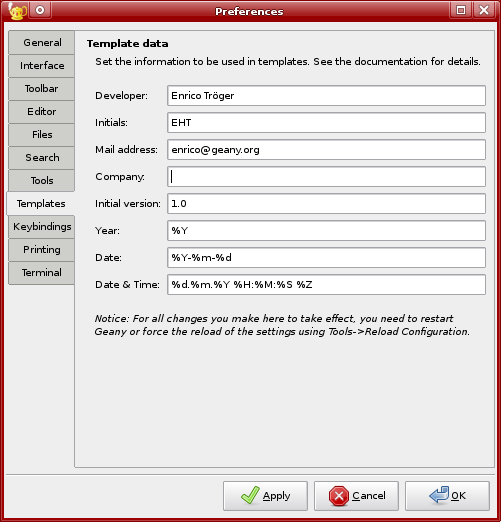 Preferences
General
Interface
Toolbar
Editor
Files
Search
Tools
Templates
Keybindings
Printing
Terminal
Template data
Set the information to be used in templates. See the documentation for details.
Developer: Enrico Tröger
Initials: EHT
Mail address: enrico@geany.org
Company:
Initial version: 1.0
Year: %Y
Date: %Y-%m-%d
Date & Time: %d.%m.%Y %H:%M:%S %Z
Notice: For all changes you make here to take effect, you need to restart
Geany or force the reload of the settings using Tools->Reload Configuration.
Apply Cancel OK